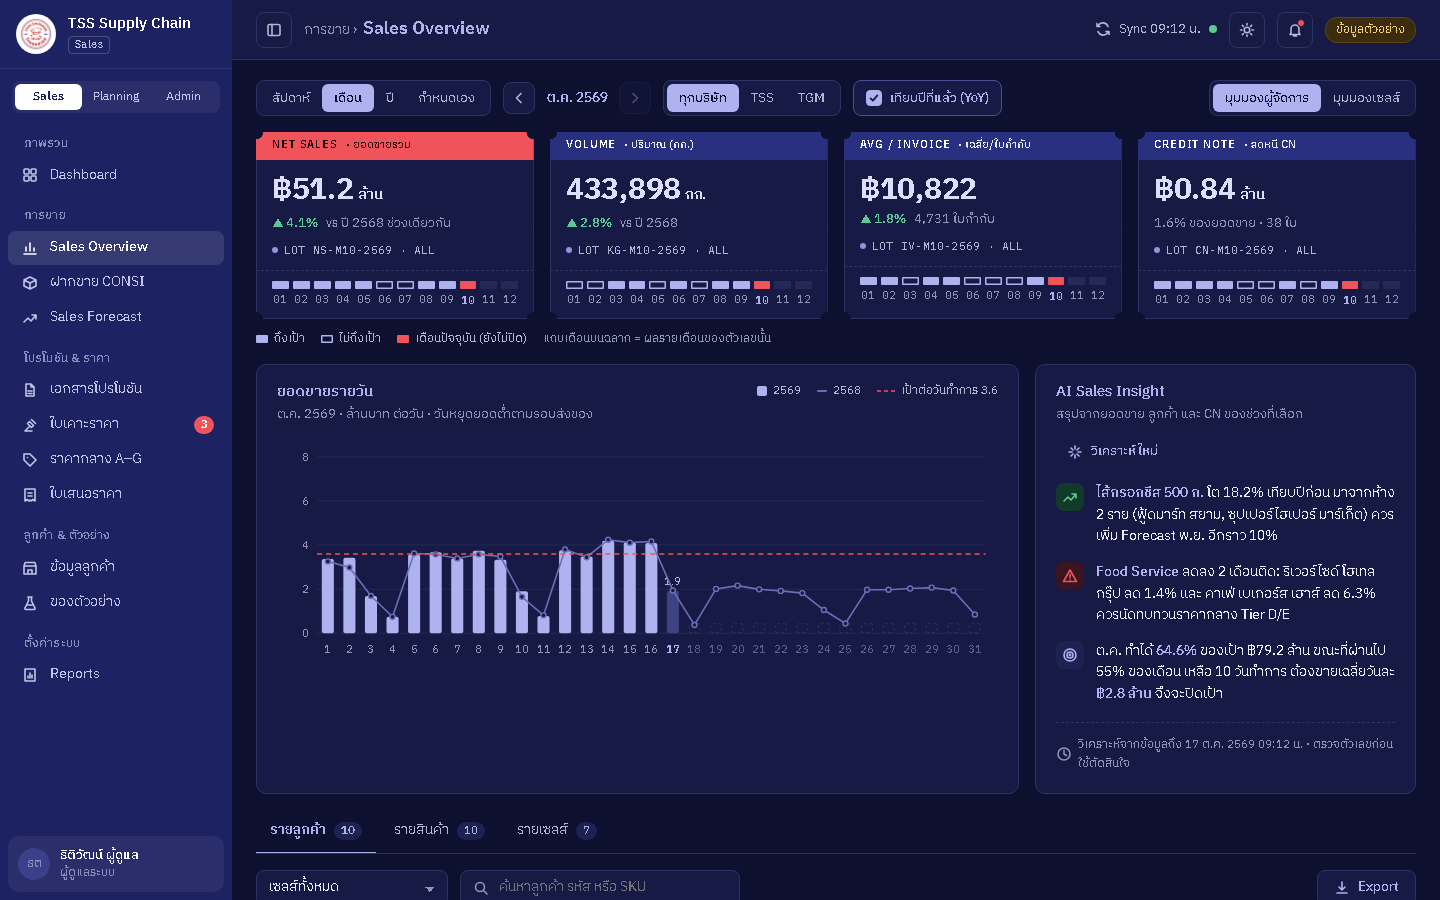 TSS Supply Chain
Sales
Sales Planning Admin
ภาพรวม
Dashboard
การขาย
Sales Overview
ฝากขาย CONSI
Sales Forecast
โปรโมชัน & ราคา
เอกสารโปรโมชัน
ใบเคาะราคา 3
ราคากลาง A–G
ใบเสนอราคา
ลูกค้า & ตัวอย่าง
ข้อมูลลูกค้า
ของตัวอย่าง
ตั้งค่าระบบ
Reports
ธต
ธิติวัฒน์ ผู้ดูแล
ผู้ดูแลระบบ
การขาย › Sales Overview
Sync 09:12 น.
ข้อมูลตัวอย่าง
สัปดาห์ เดือน ปี กำหนดเอง
ต.ค. 2569
ทุกบริษัท TSS TGM
เทียบปีที่แล้ว (YoY)
มุมมองผู้จัดการ มุมมองเซลส์
NET SALES · ยอดขายรวม
฿51.2 ล้าน
▲4.1% vs ปี 2568 ช่วงเดียวกัน
LOT NS-M10-2569 · ALL
01 02 03 04 05 06 07 08 09 10 11 12
VOLUME · ปริมาณ (กก.)
433,898 กก.
▲2.8% vs ปี 2568
LOT KG-M10-2569 · ALL
01 02 03 04 05 06 07 08 09 10 11 12
AVG / INVOICE · เฉลี่ย/ใบกำกับ
฿10,822
▲1.8% 4,731 ใบกำกับ
LOT IV-M10-2569 · ALL
01 02 03 04 05 06 07 08 09 10 11 12
CREDIT NOTE · ลดหนี้ CN
฿0.84 ล้าน
1.6% ของยอดขาย · 38 ใบ
LOT CN-M10-2569 · ALL
01 02 03 04 05 06 07 08 09 10 11 12
ถึงเป้า ไม่ถึงเป้า เดือนปัจจุบัน (ยังไม่ปิด) แถบเดือนบนฉลาก = ผลรายเดือนของตัวเลขนั้น
ยอดขายรายวัน
2569 2568 เป้าต่อวันทำการ 3.6
ต.ค. 2569 · ล้านบาท ต่อวัน · วันหยุดยอดต่ำตามรอบส่งของ
8
6
4
2
0
1.9
1 2 3 4 5 6 7 8 9 10 11 12 13 14 15 16 17 18 19 20 21 22 23 24 25 26 27 28 29 30 31
AI Sales Insight
สรุปจากยอดขาย ลูกค้า และ CN ของช่วงที่เลือก
วิเคราะห์ใหม่
ไส้กรอกชีส 500 ก. โต 18.2% เทียบปีก่อน มาจากห้าง
2 ราย (ฟู้ดมาร์ท สยาม, ซุปเปอร์ไฮเปอร์ มาร์เก็ต) ควร
เพิ่ม Forecast พ.ย. อีกราว 10%
Food Service ลดลง 2 เดือนติด: ริเวอร์ไซด์ โฮเทล
กรุ๊ป ลด 1.4% และ คาเฟ่ เบเกอร์ส เฮาส์ ลด 6.3%
ควรนัดทบทวนราคากลาง Tier D/E
ต.ค. ทำได้ 64.6% ของเป้า ฿79.2 ล้าน ขณะที่ผ่านไป
55% ของเดือน เหลือ 10 วันทำการ ต้องขายเฉลี่ยวันละ
฿2.8 ล้าน จึงจะปิดเป้า
วิเคราะห์จากข้อมูลถึง 17 ต.ค. 2569 09:12 น. · ตรวจตัวเลขก่อน
ใช้ตัดสินใจ
รายลูกค้า 10 รายสินค้า 10 รายเซลส์ 7
เซลส์ทั้งหมด
ค้นหาลูกค้า รหัส หรือ SKU
Export